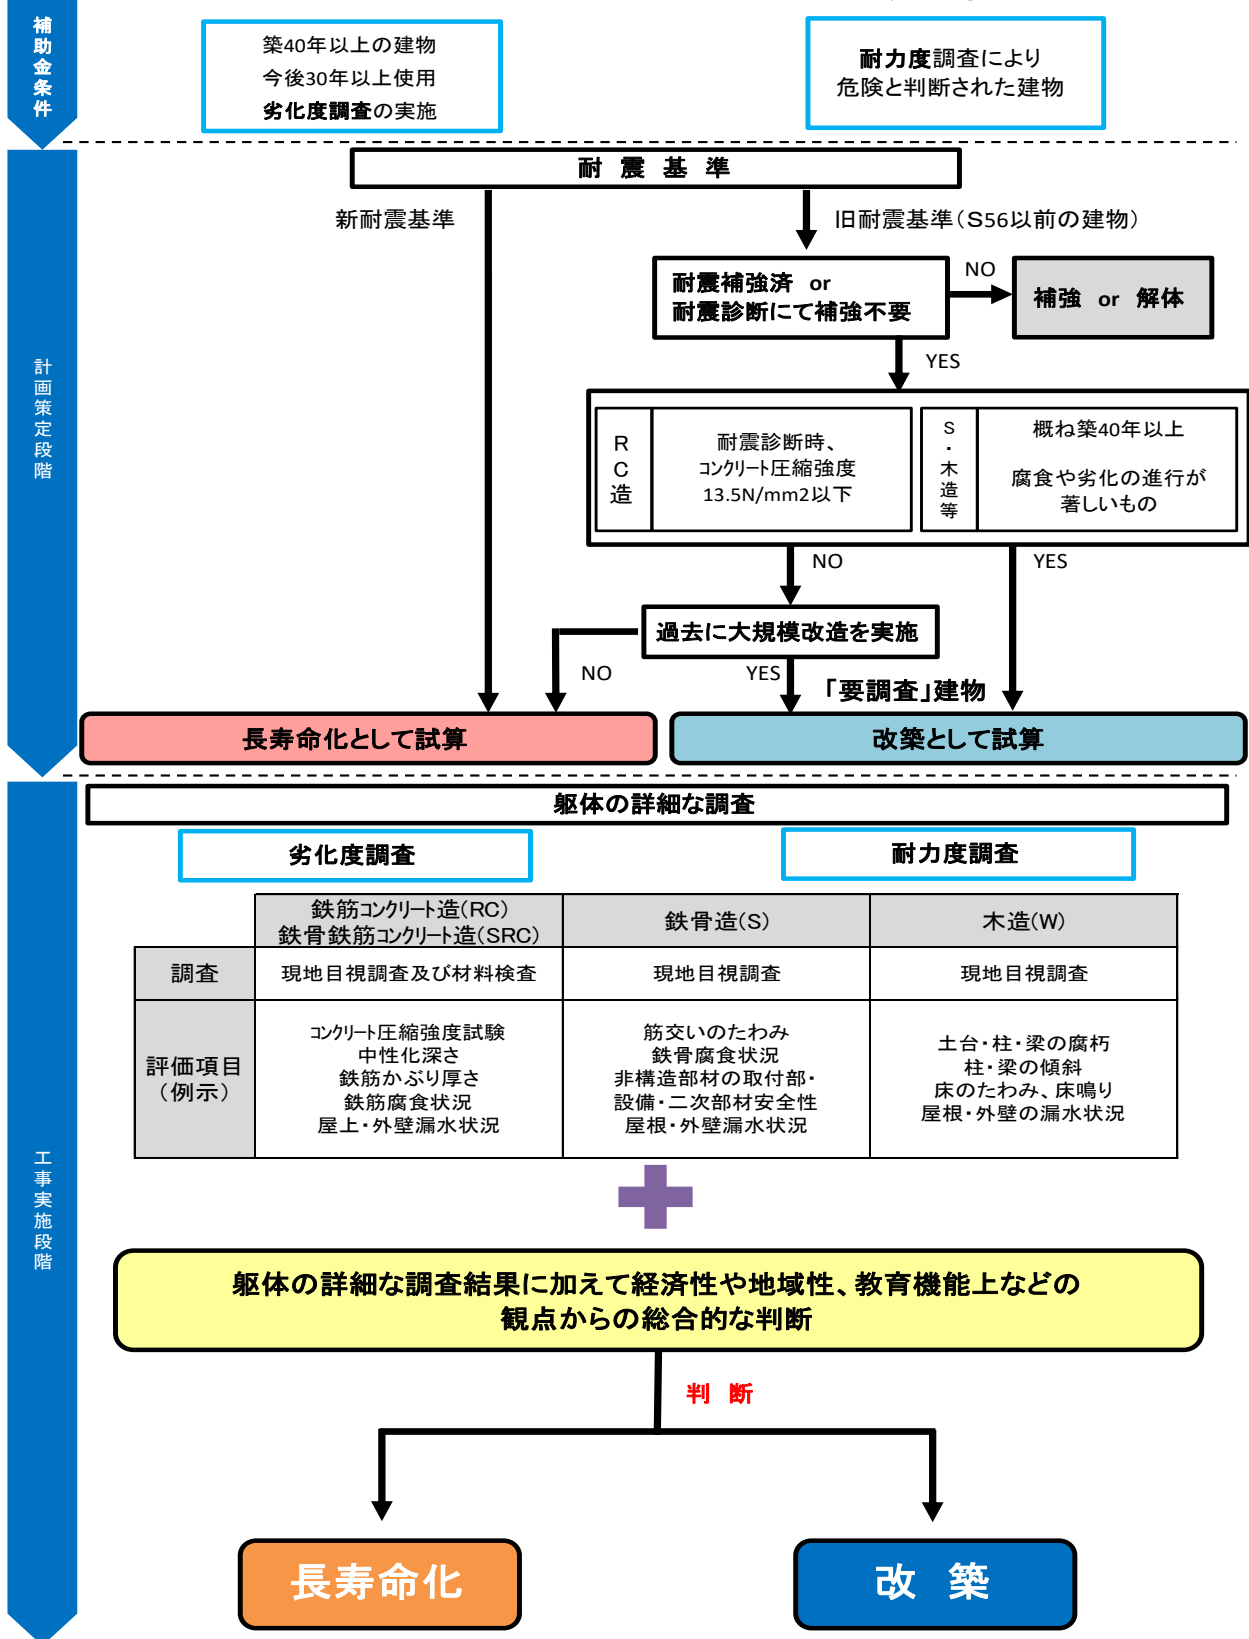 補助金条件
築40年以上の建物
今後30年以上使用
劣化度調査の実施
耐力度調査により
危険と判断された建物
計画策定段階
耐 震 基 準
新耐震基準
旧耐震基準(S56以前の建物)
耐震補強済 or
耐震診断にて補強不要
NO
補強 or 解体
YES
RC造
耐震診断時、
コンクリート圧縮強度
13.5N/mm2以下
S・木造等
概ね築40年以上
腐食や劣化の進行が
著しいもの
NO
YES
過去に大規模改造を実施
NO
YES
「要調査」建物
長寿命化として試算
改築として試算
工事実施段階
躯体の詳細な調査
劣化度調査
耐力度調査
鉄筋コンクリート造(RC)
鉄骨鉄筋コンクリート造(SRC)
鉄骨造(S)
木造(W)
調査
現地目視調査及び材料検査
現地目視調査
現地目視調査
評価項目
(例示)
コンクリート圧縮強度試験
中性化深さ
鉄筋かぶり厚さ
鉄筋腐食状況
屋上・外壁漏水状況
筋交いのたわみ
鉄骨腐食状況
非構造部材の取付部・
設備・二次部材安全性
屋根・外壁漏水状況
土台・柱・梁の腐朽
柱・梁の傾斜
床のたわみ、床鳴り
屋根・外壁の漏水状況
躯体の詳細な調査結果に加えて経済性や地域性、教育機能上などの
観点からの総合的な判断
判 断
長寿命化
改 築